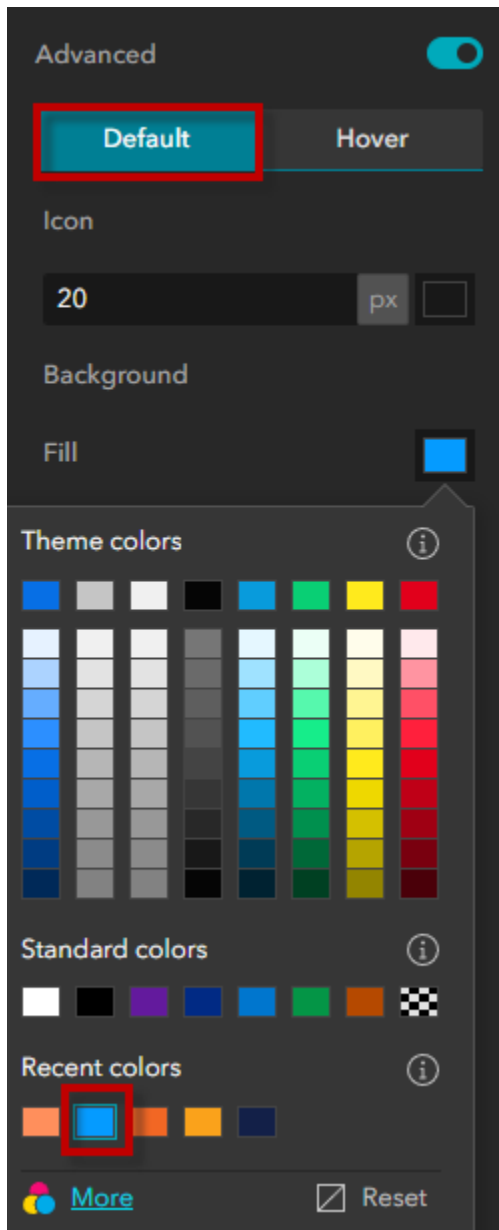 Advanced
Default Hover
Icon
20 px
Background
Fill
Theme colors
Standard colors
Recent colors
More Reset